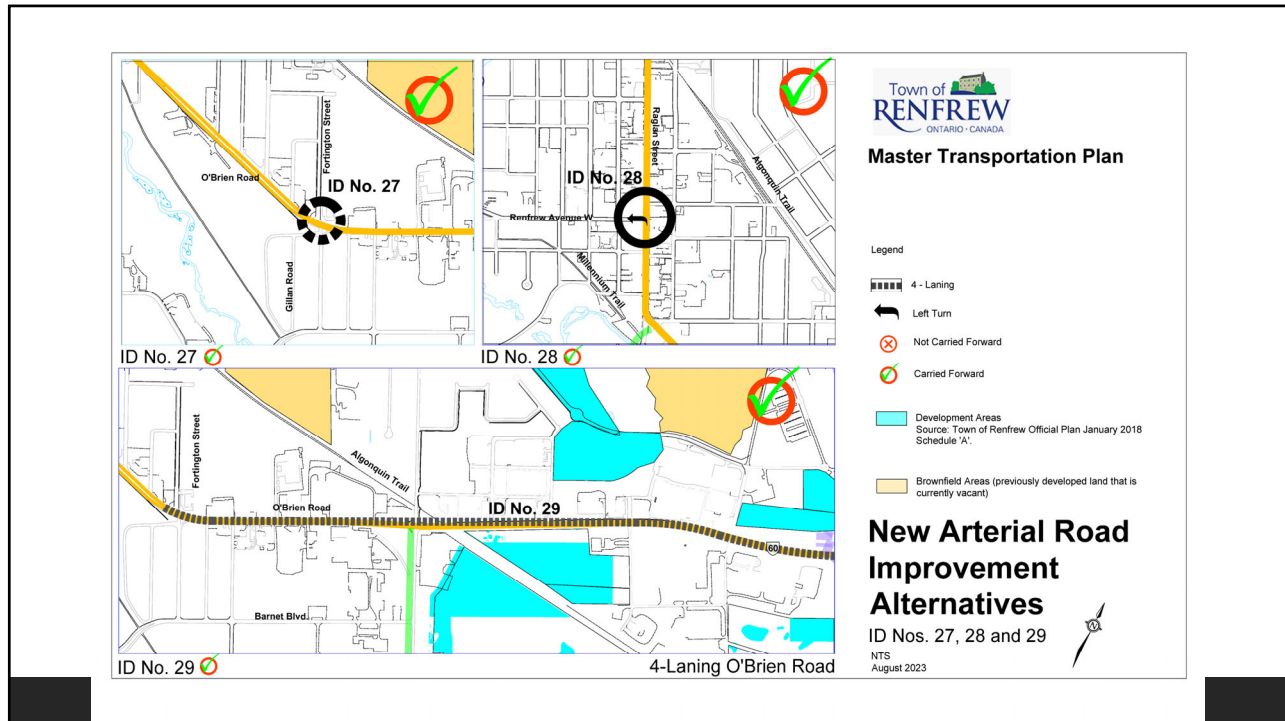 Fortington Street
O'Brien Road
ID No. 27
Gillan Road
ID No. 27
Raglan Street
Algonquin Trail
ID No. 28
Renfrew Avenue W
Millennium Trail
ID No. 28
Fortington Street
Algonquin Trail
O'Brien Road
ID No. 29
60
Barnet Blvd.
ID No. 29
4-Laning O'Brien Road
Town of
RENFREW
ONTARIO · CANADA
Master Transportation Plan
Legend
4 - Laning
Left Turn
Not Carried Forward
Carried Forward
Development Areas
Source: Town of Renfrew Official Plan January 2018
Schedule 'A'.
Brownfield Areas (previously developed land that is
currently vacant)
New Arterial Road
Improvement
Alternatives
ID Nos. 27, 28 and 29
N
NTS
August 2023